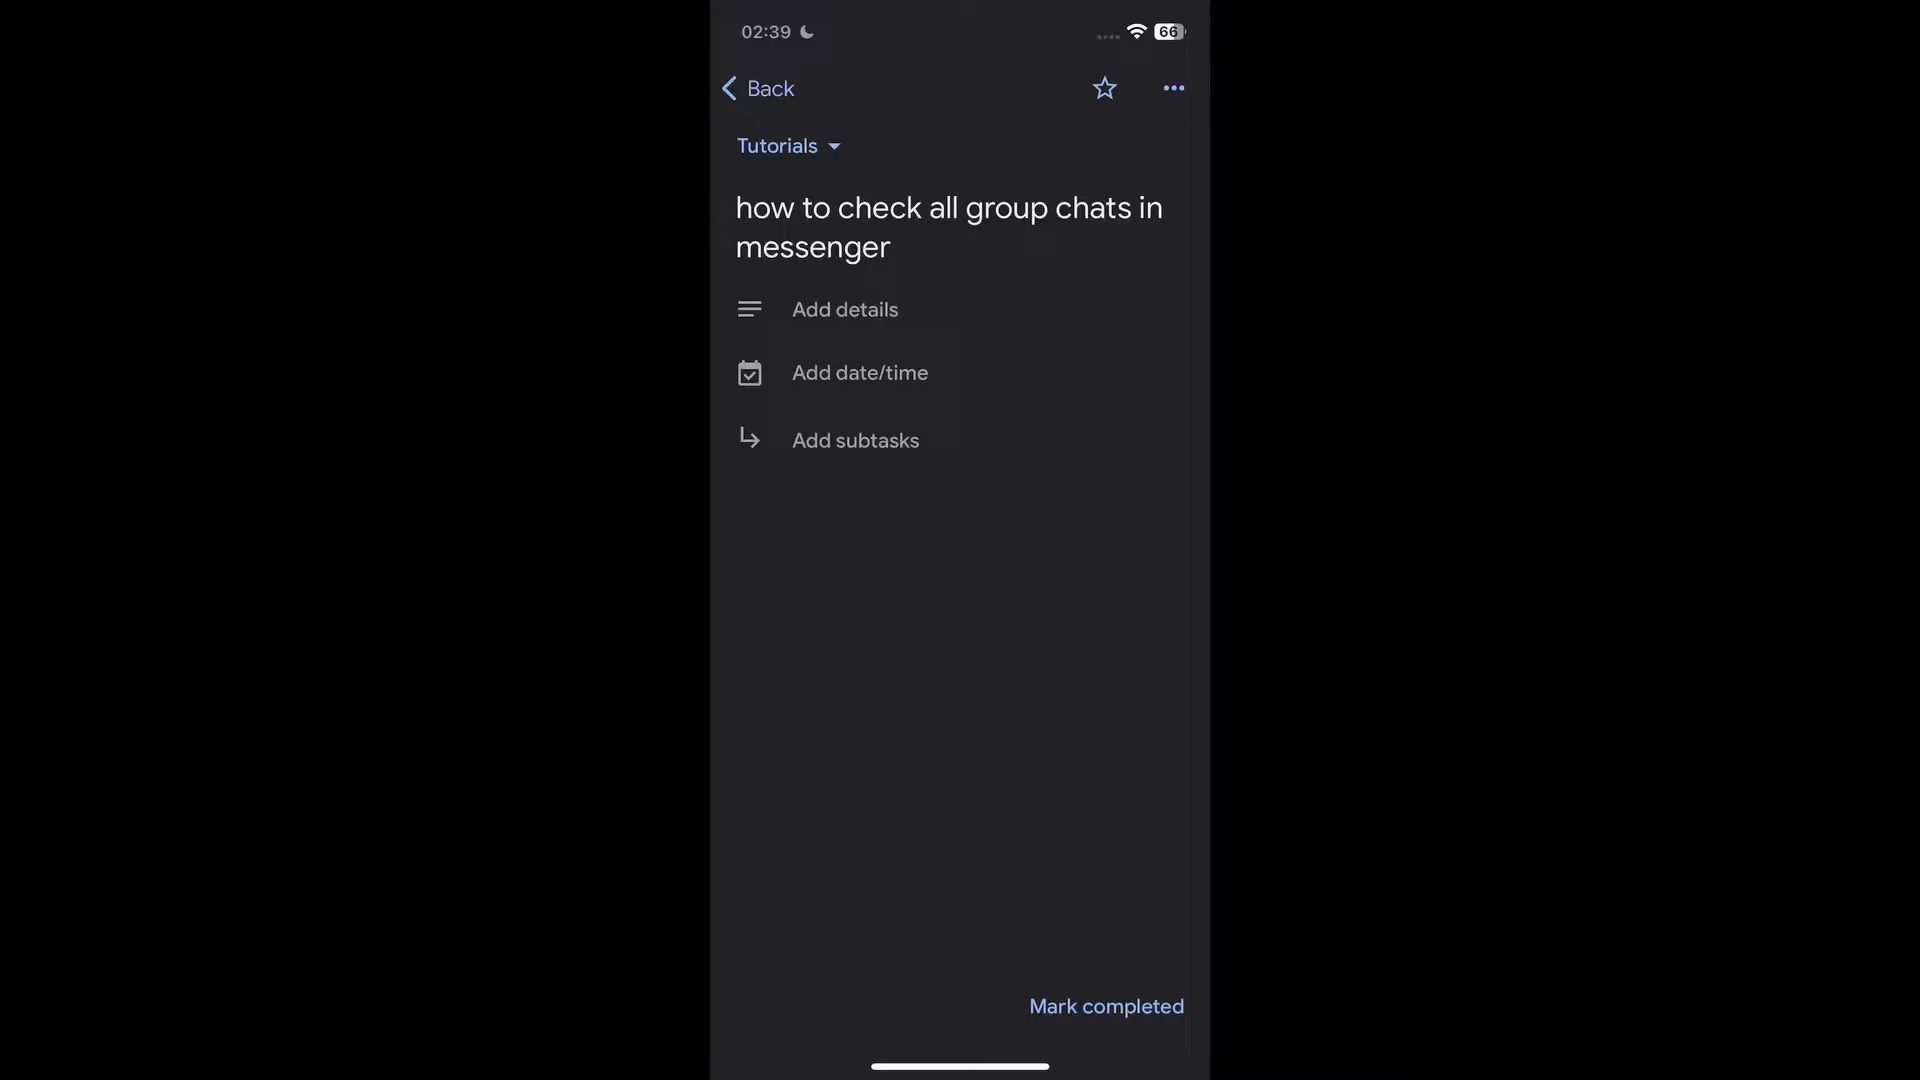 02:39
66
Back
Tutorials
how to check all group chats in
messenger
Add details
Add date/time
Add subtasks
Mark completed